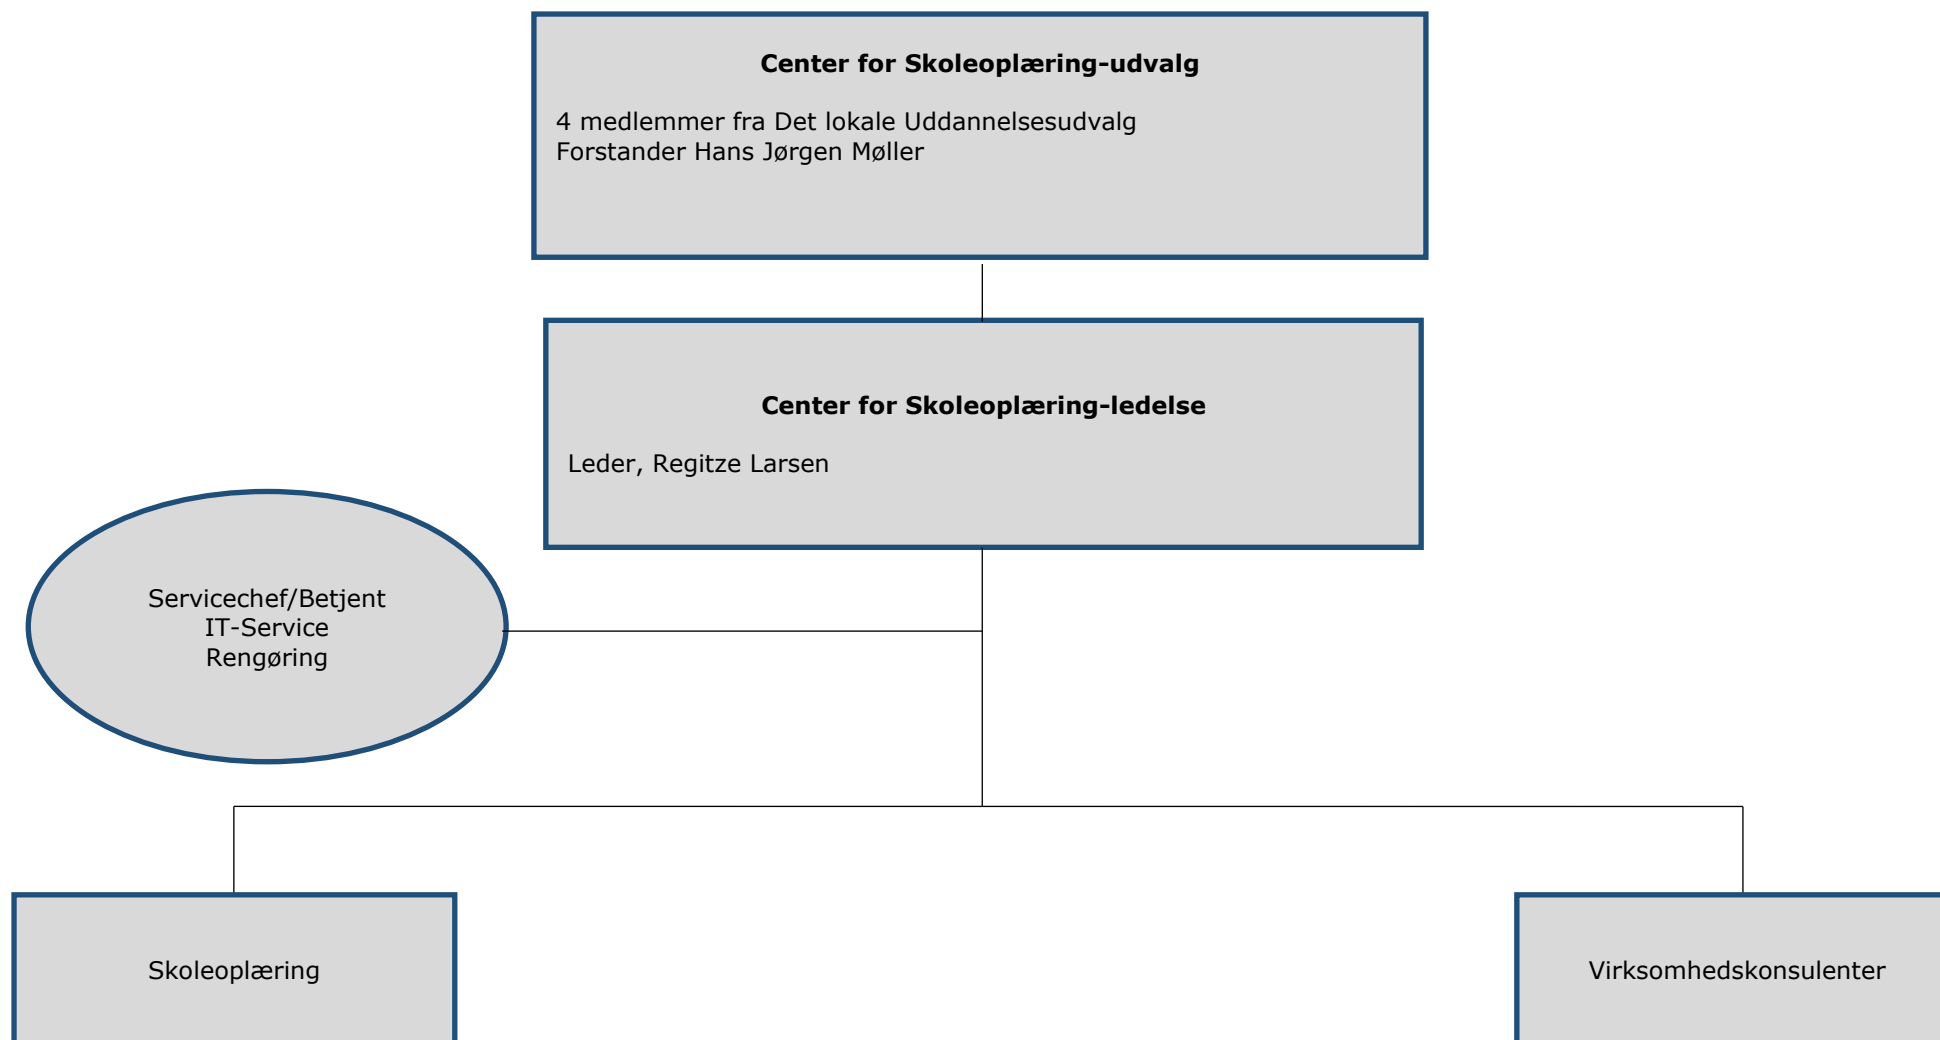 Center for Skoleoplæring-udvalg
4 medlemmer fra Det lokale Uddannelsesudvalg
Forstander Hans Jørgen Møller
Center for Skoleoplæring-ledelse
Leder, Regitze Larsen
Servicechef/Betjent
IT-Service
Rengøring
Skoleoplæring
Virksomhedskonsulenter